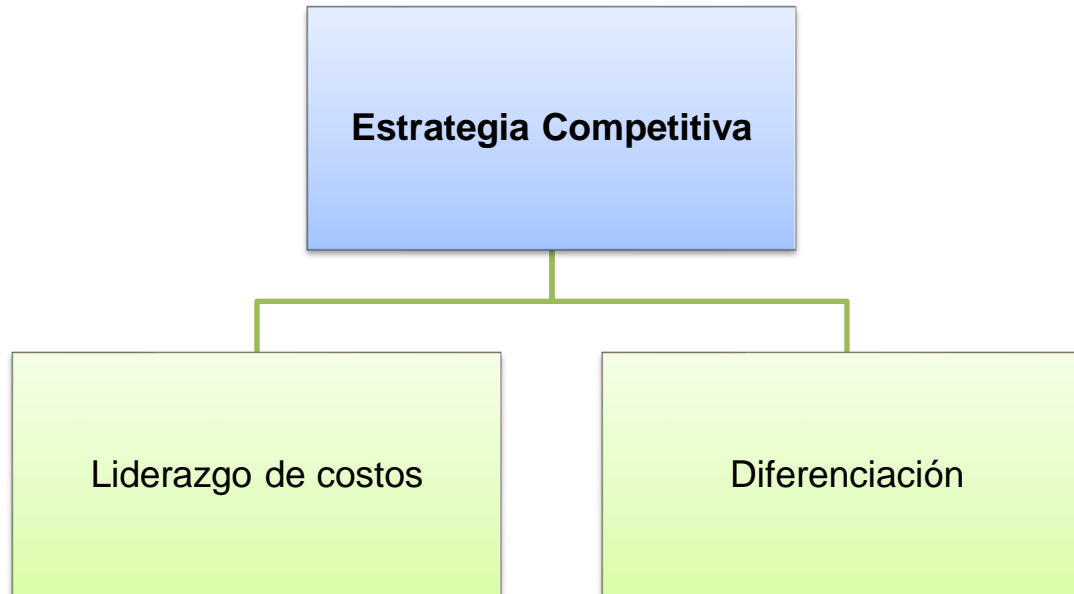 Estrategia Competitiva
Liderazgo de costos
Diferenciación